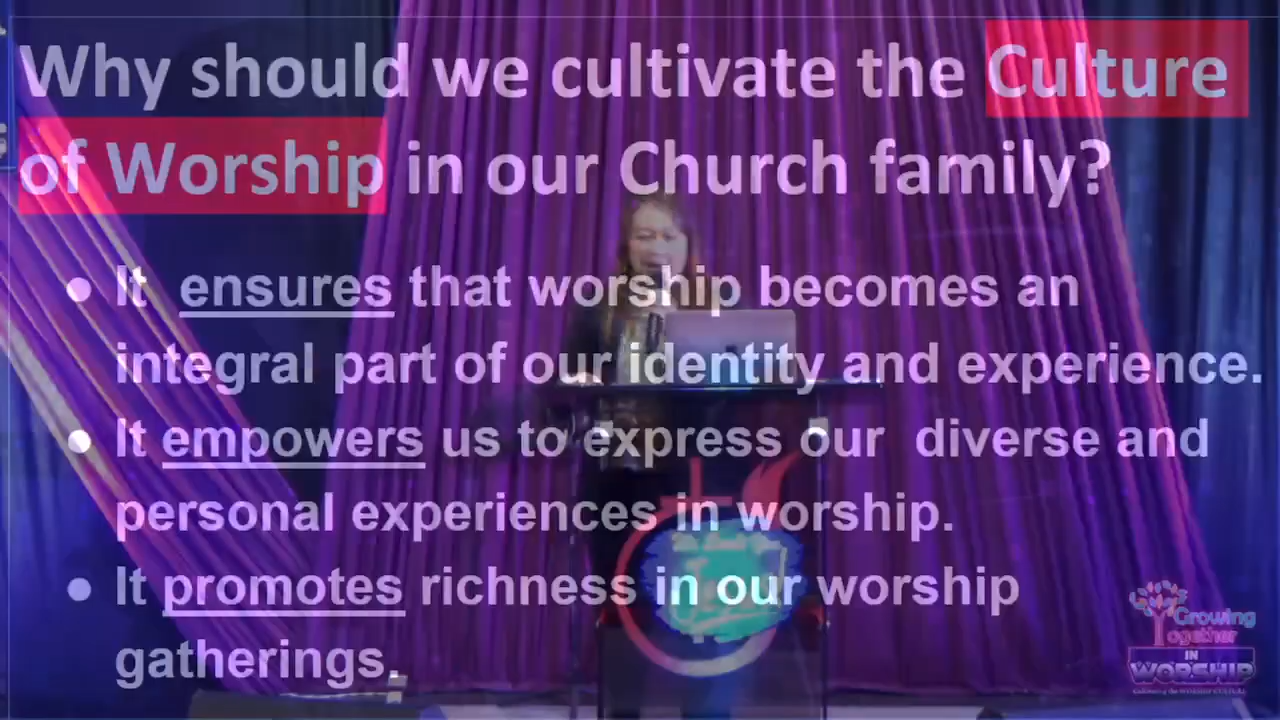 Why should we cultivate the Culture
of Worship in our Church family?
● It ensures that worship becomes an
integral part of our identity and experience.
● It empowers us to express our diverse and
personal experiences in worship.
● It promotes richness in our worship
gatherings.
Growing
Together
IN
WORSHIP